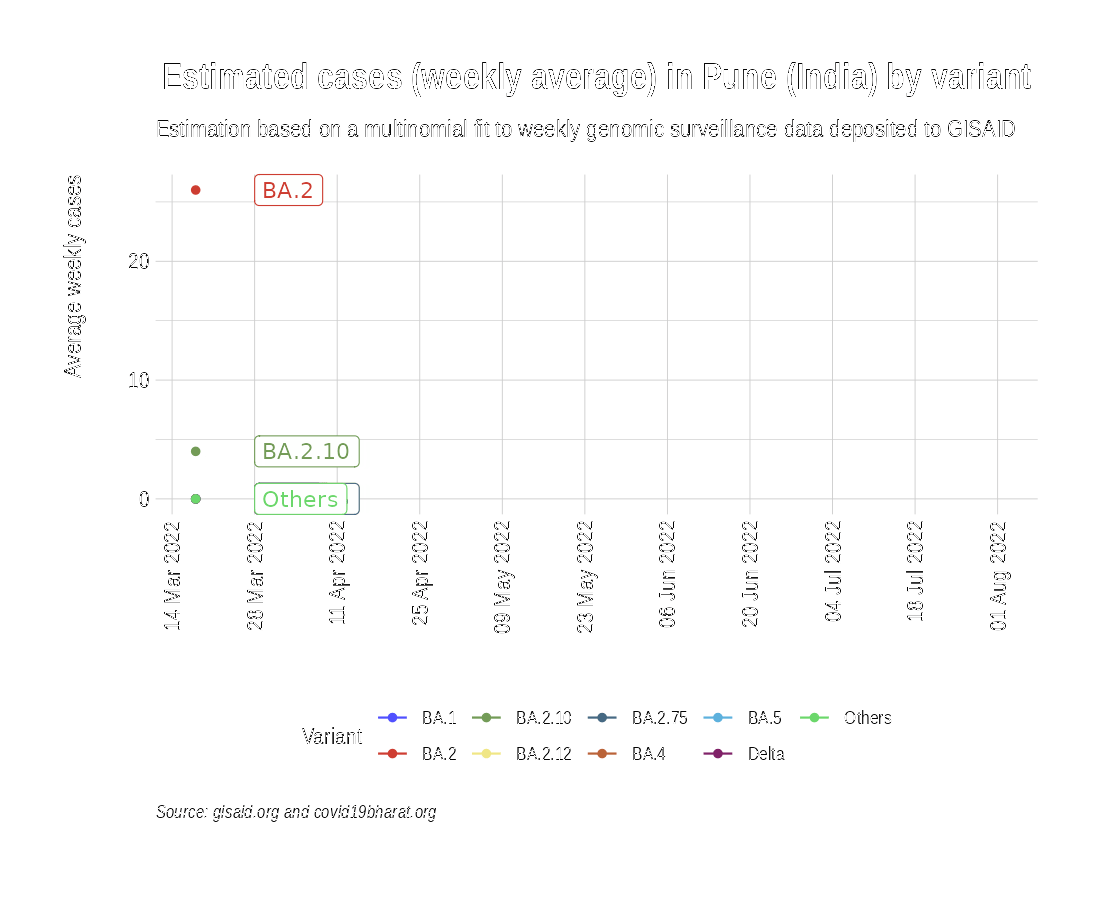 Estimated cases (weekly average) in Pune (India) by variant
Estimation based on a multinomial fit to weekly genomic surveillance data deposited to GISAID
Average weekly cases
20
10
0
BA.2
BA.2.10
Others
14 Mar 2022
28 Mar 2022
11 Apr 2022
25 Apr 2022
09 May 2022
23 May 2022
06 Jun 2022
20 Jun 2022
04 Jul 2022
18 Jul 2022
01 Aug 2022
Variant
BA.1 BA.2.10 BA.2.75 BA.5 Others
BA.2 BA.2.12 BA.4 Delta
Source: gisaid.org and covid19bharat.org